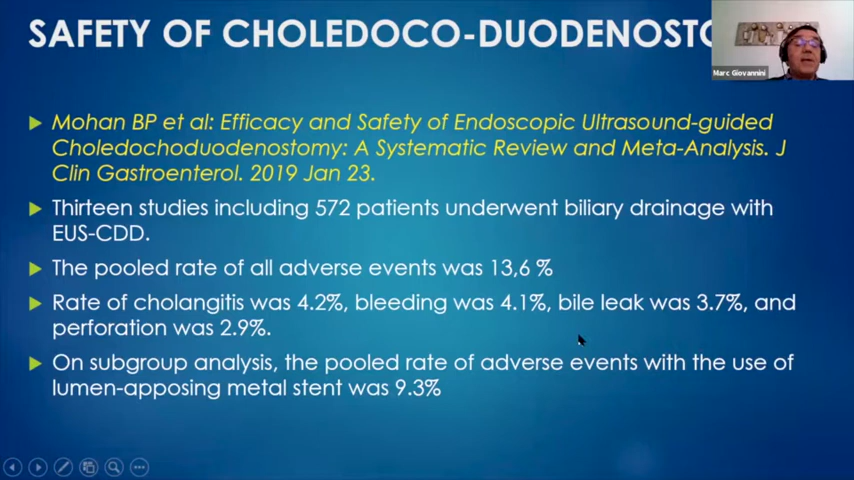 SAFETY OF CHOLEDOCO-DUODENOSTO
Marc Giovannini
Mohan BP et al: Efficacy and Safety of Endoscopic Ultrasound-guided
Choledochoduodenostomy: A Systematic Review and Meta-Analysis. J
Clin Gastroenterol. 2019 Jan 23.
Thirteen studies including 572 patients underwent biliary drainage with
EUS-CDD.
The pooled rate of all adverse events was 13,6 %
Rate of cholangitis was 4.2%, bleeding was 4.1%, bile leak was 3.7%, and
perforation was 2.9%.
On subgroup analysis, the pooled rate of adverse events with the use of
lumen-apposing metal stent was 9.3%